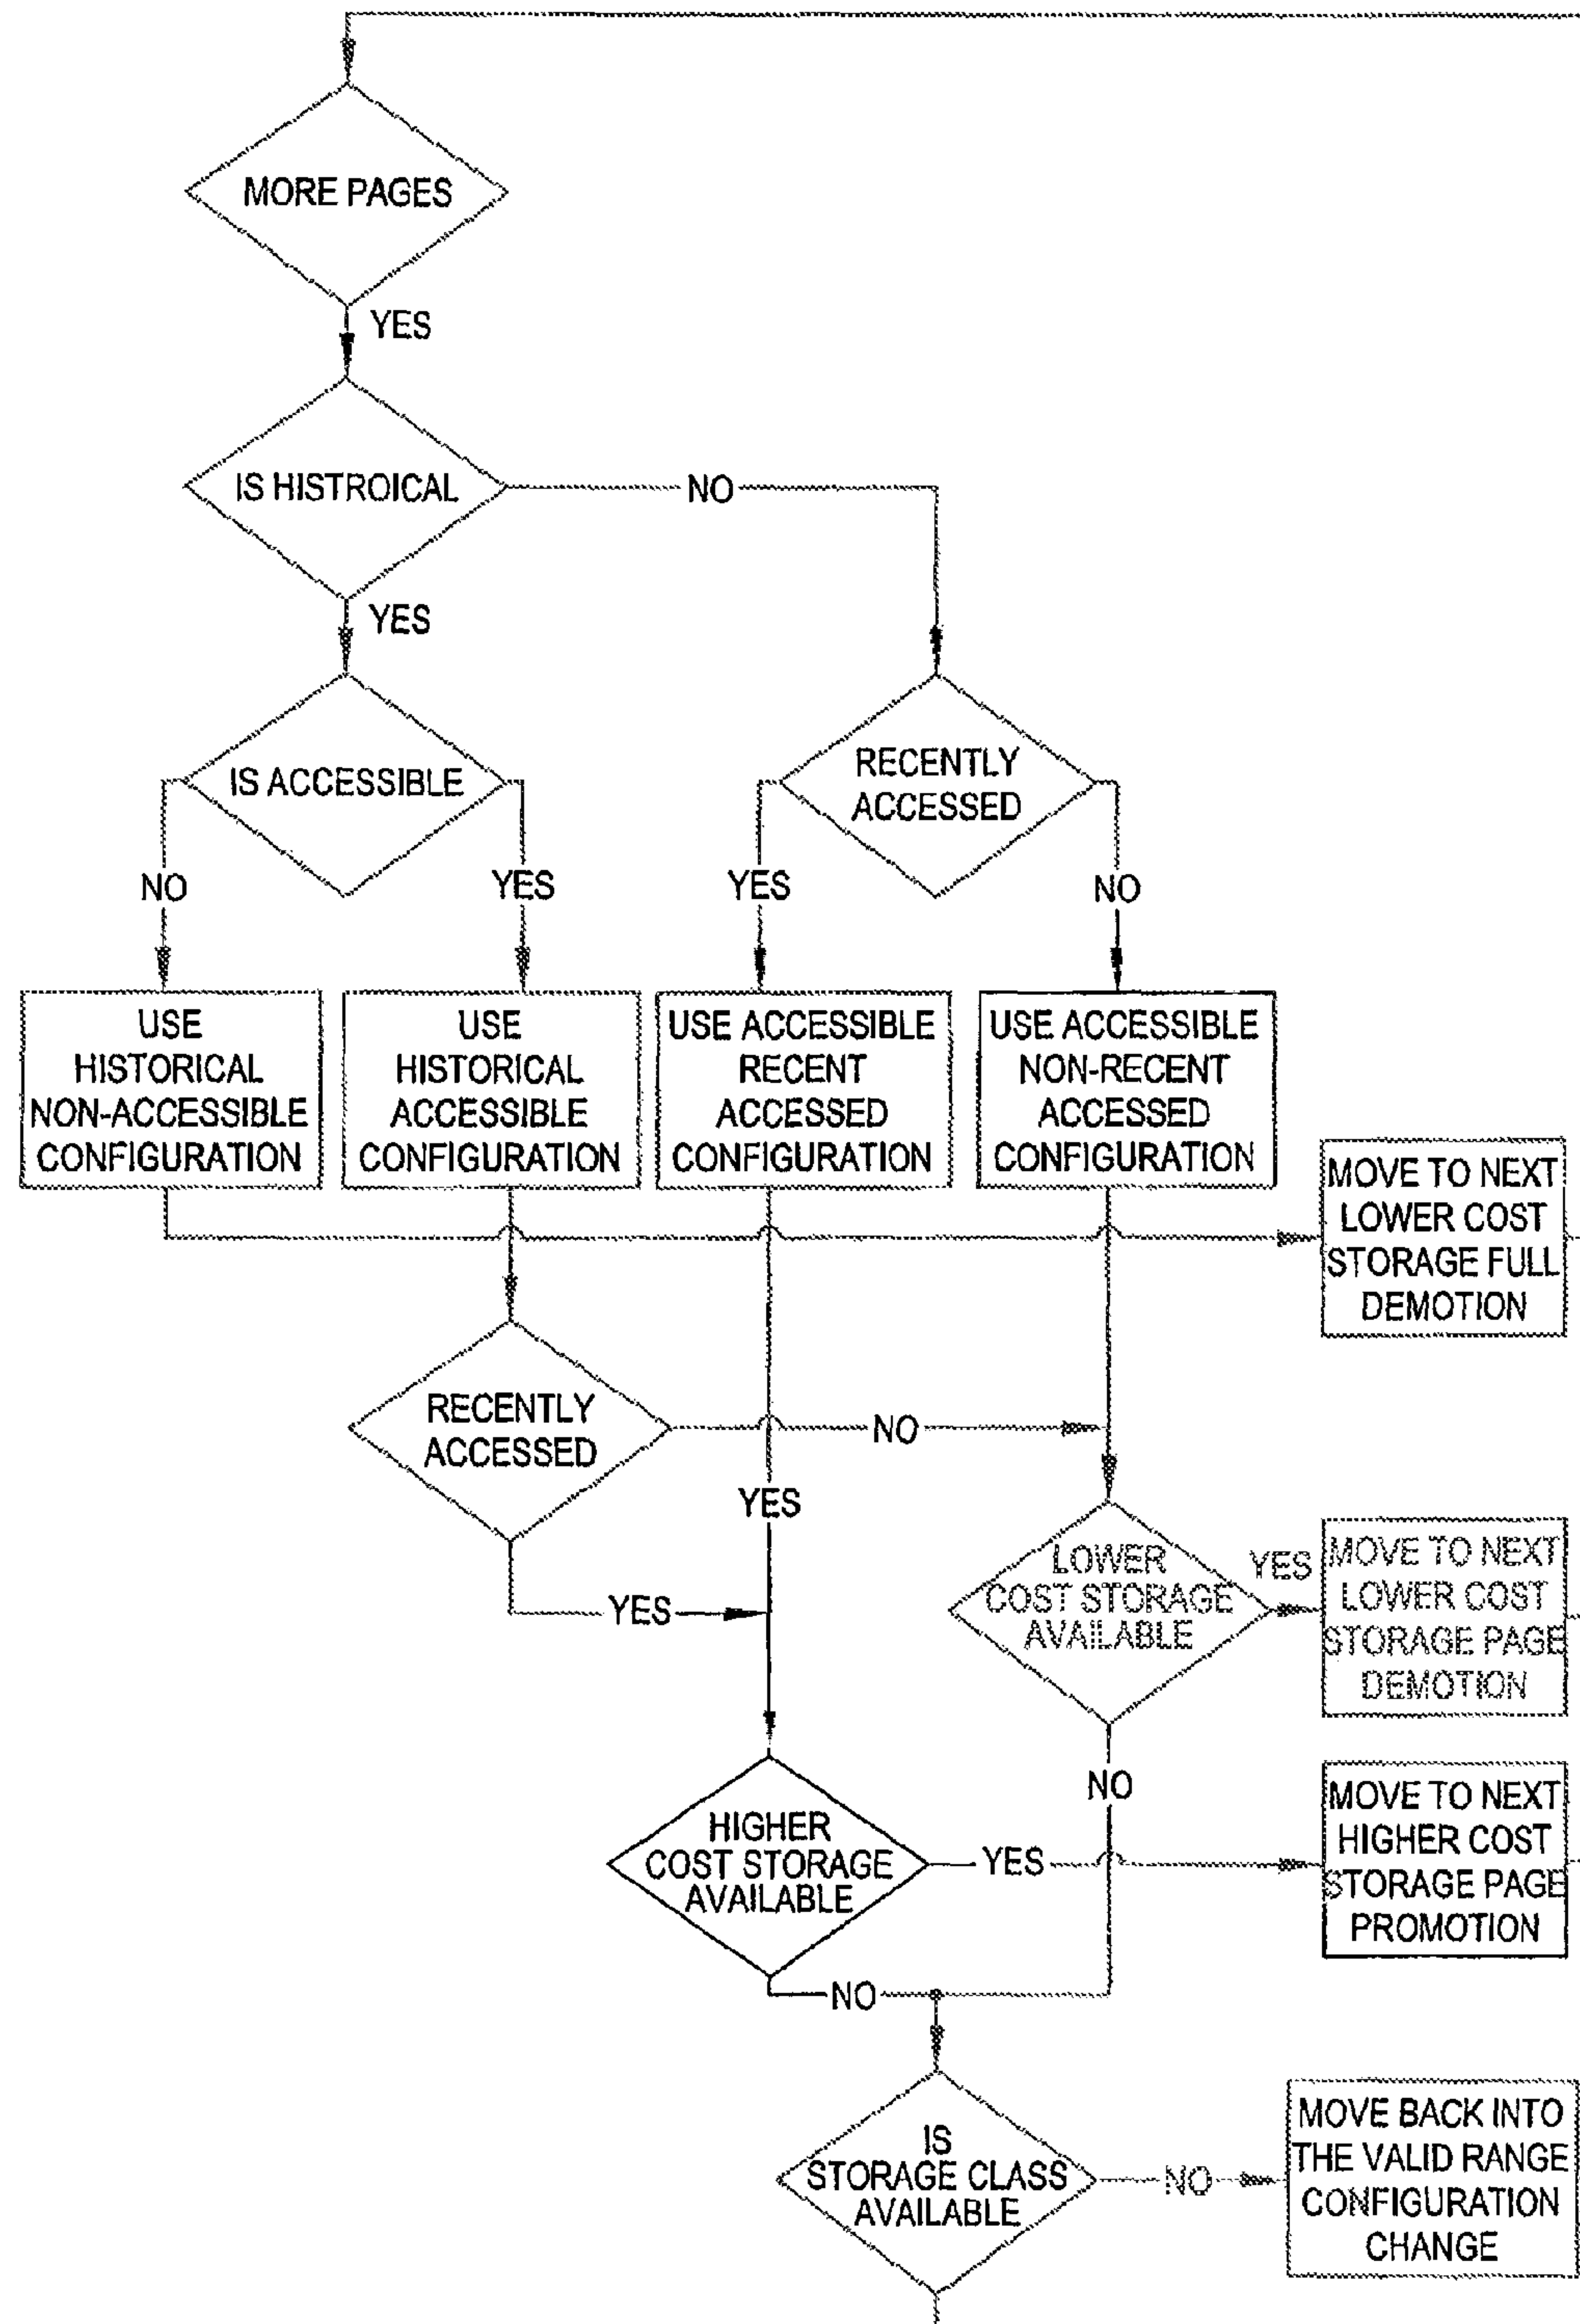 MORE PAGES
YES
IS HISTROICAL
NO
YES
IS ACCESSIBLE
RECENTLY
ACCESSED
NO
YES
YES
NO
USE
HISTORICAL
NON-ACCESSIBLE
CONFIGURATION
USE
HISTORICAL
ACCESSIBLE
CONFIGURATION
USE ACCESSIBLE
RECENT
ACCESSED
CONFIGURATION
USE ACCESSIBLE
NON-RECENT
ACCESSED
CONFIGURATION
MOVE TO NEXT
LOWER COST
STORAGE FULL
DEMOTION
RECENTLY
ACCESSED
NO
YES
YES
LOWER
COST STORAGE
AVAILABLE
YES
MOVE TO NEXT
LOWER COST
STORAGE PAGE
DEMOTION
NO
HIGHER
COST STORAGE
AVAILABLE
YES
MOVE TO NEXT
HIGHER COST
STORAGE PAGE
PROMOTION
NO
IS
STORAGE CLASS
AVAILABLE
NO
MOVE BACK INTO
THE VALID RANGE
CONFIGURATION
CHANGE